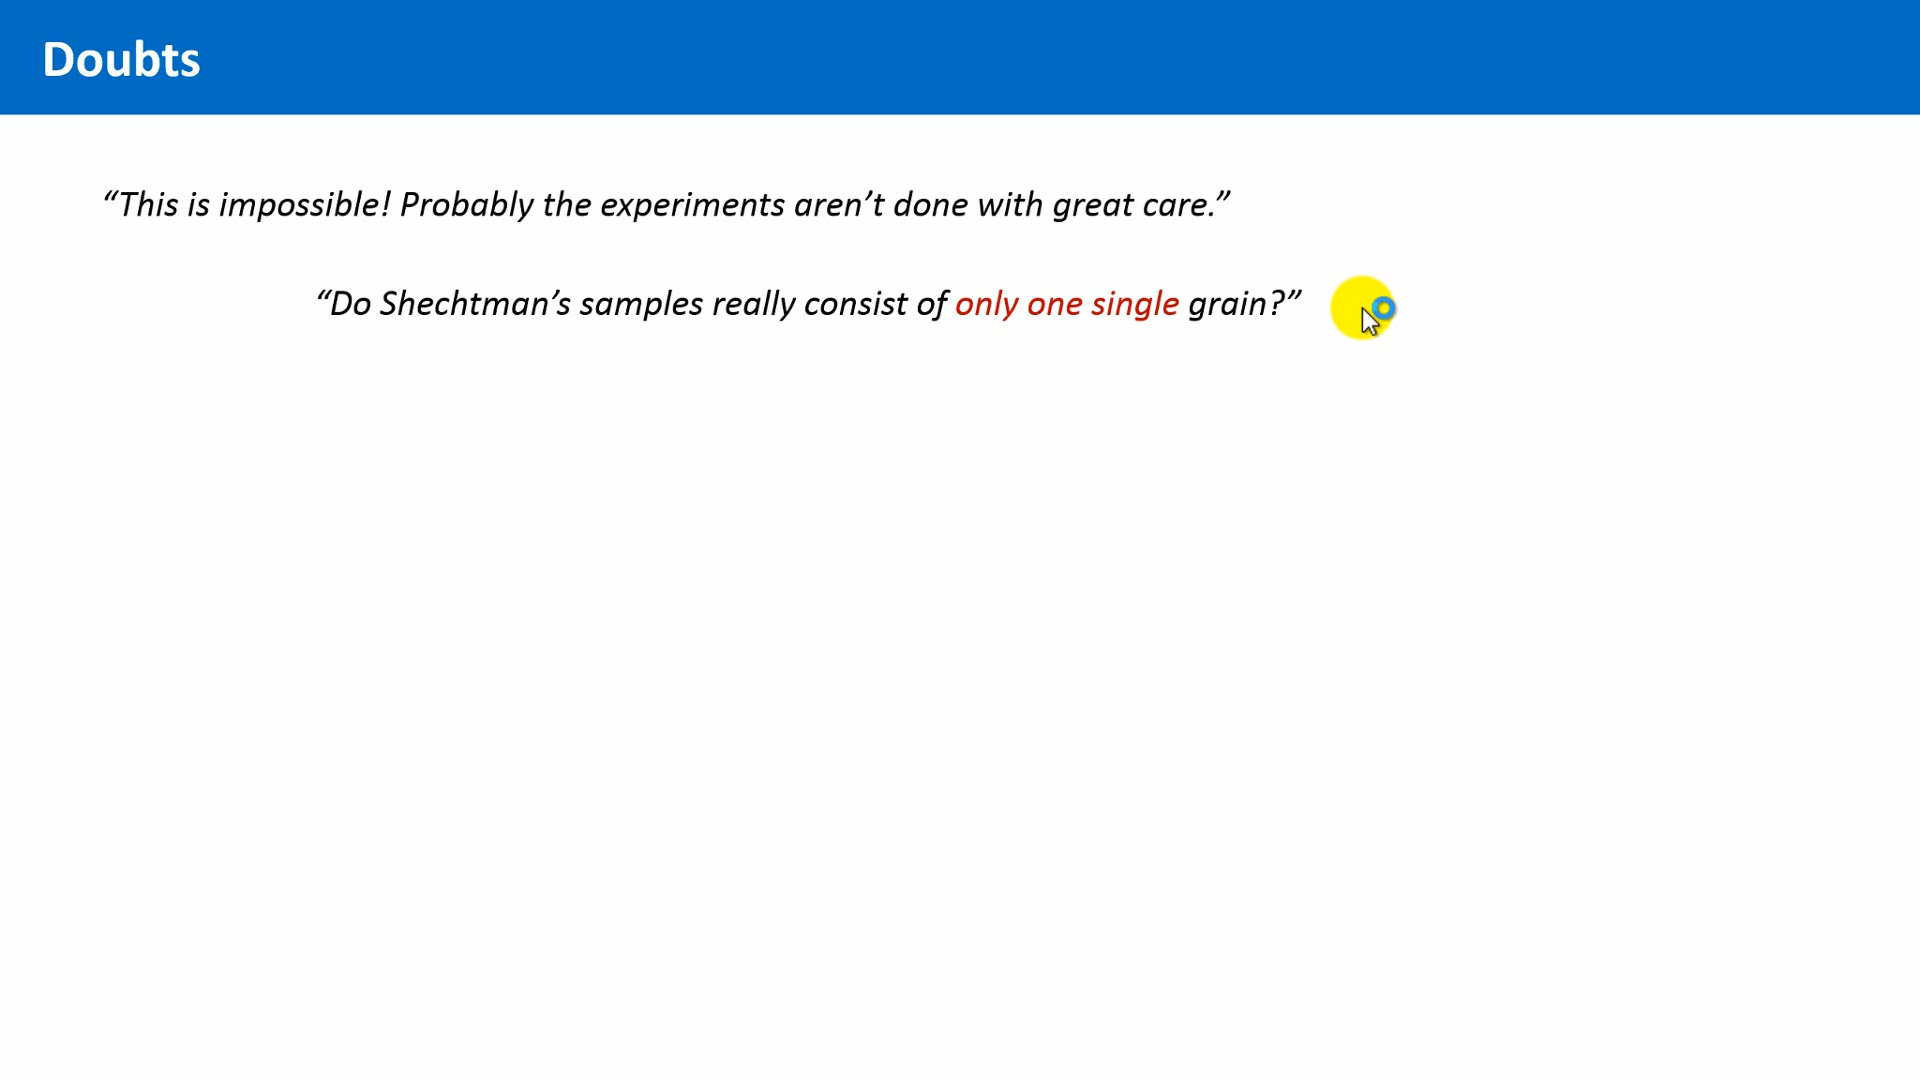 Doubts
“This is impossible! Probably the experiments aren’t done with great care.”
“Do Shechtman’s samples really consist of only one single grain?”